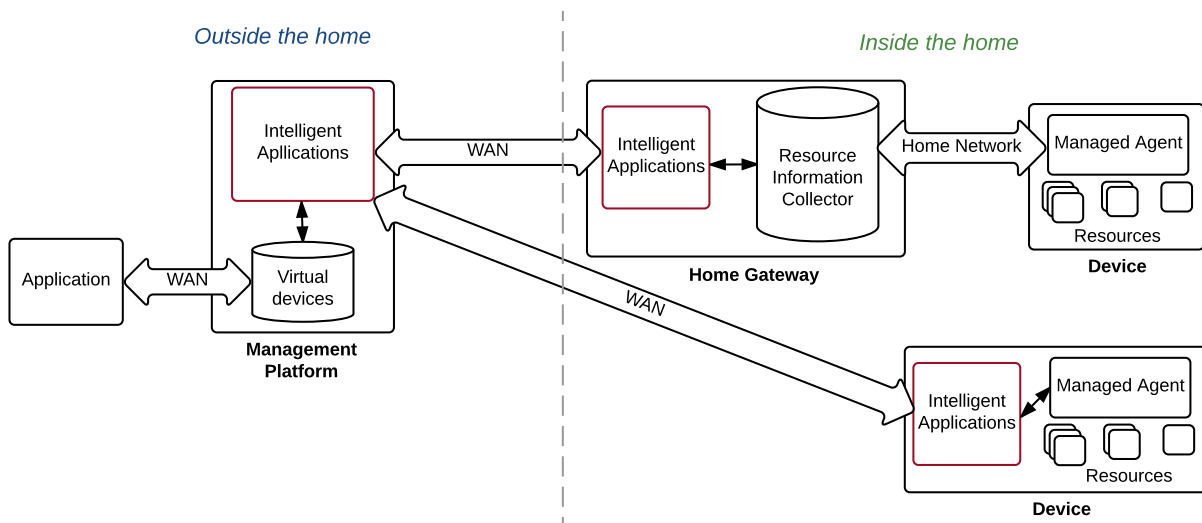 Outside the home
Inside the home
Intelligent
Apllications
WAN
Intelligent
Applications
Resource
Information
Collector
Home Network
Managed Agent
Resources
Device
Home Gateway
Application
WAN
Virtual
devices
Management
Platform
WAN
Intelligent
Applications
Managed Agent
Resources
Device